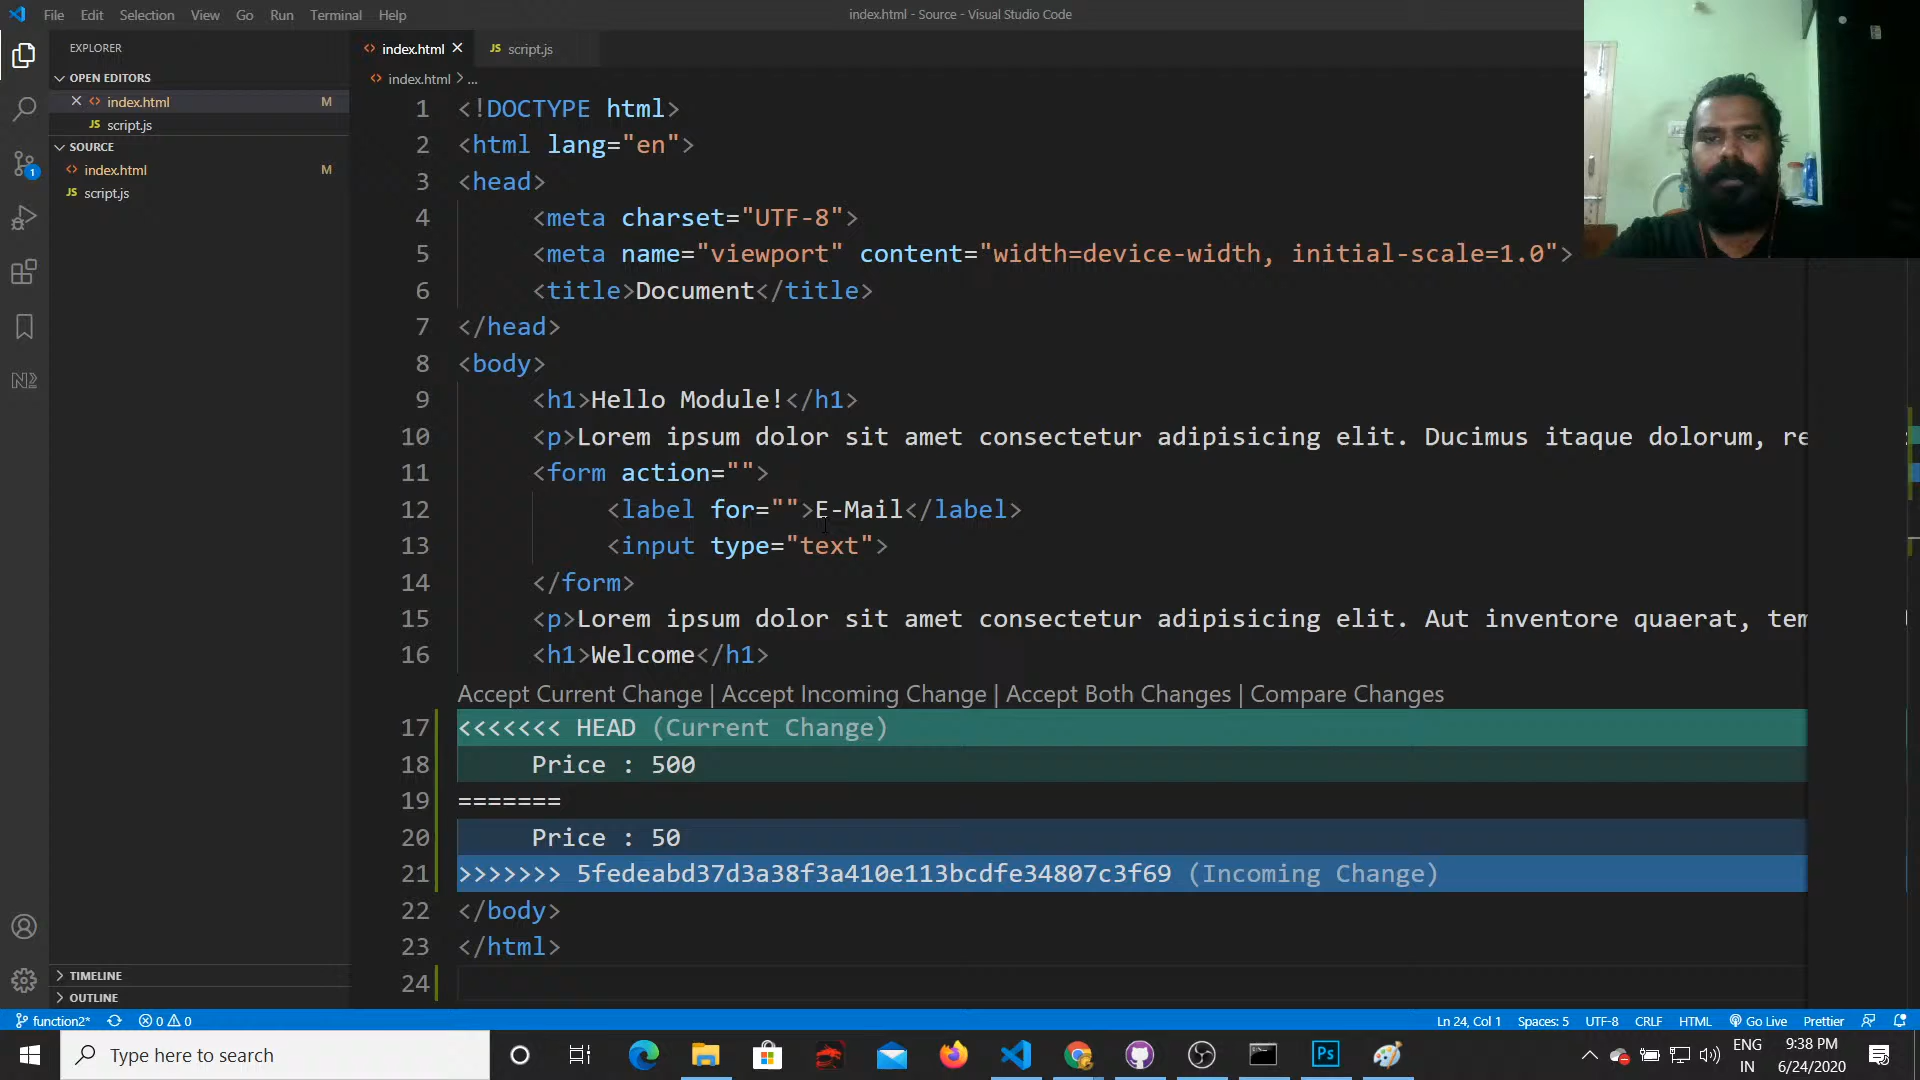 File Edit Selection View Go Run Terminal Help
index.html - Source - Visual Studio Code
EXPLORER
OPEN EDITORS
index.html M
JS script.js
SOURCE
index.html M
JS script.js
TIMELINE
OUTLINE
index.html
JS script.js
index.html > ...
1 <!DOCTYPE html>
2 <html lang="en">
3 <head>
4 <meta charset="UTF-8">
5 <meta name="viewport" content="width=device-width, initial-scale=1.0">
6 <title>Document</title>
7 </head>
8 <body>
9 <h1>Hello Module!</h1>
10 <p>Lorem ipsum dolor sit amet consectetur adipisicing elit. Ducimus itaque dolorum, re
11 <form action="">
12 <label for="">E-Mail</label>
13 <input type="text">
14 </form>
15 <p>Lorem ipsum dolor sit amet consectetur adipisicing elit. Aut inventore quaerat, tem
16 <h1>Welcome</h1>
Accept Current Change | Accept Incoming Change | Accept Both Changes | Compare Changes
17 <<<<<<< HEAD (Current Change)
18 Price : 500
19 =======
20 Price : 50
21 >>>>>>> 5fedeabd37d3a38f3a410e113bcdfe34807c3f69 (Incoming Change)
22 </body>
23 </html>
24
function2* 0 0
Ln 24, Col 1 Spaces: 5 UTF-8 CRLF HTML Go Live Prettier
Type here to search
Ps
ENG
IN
9:38 PM
6/24/2020